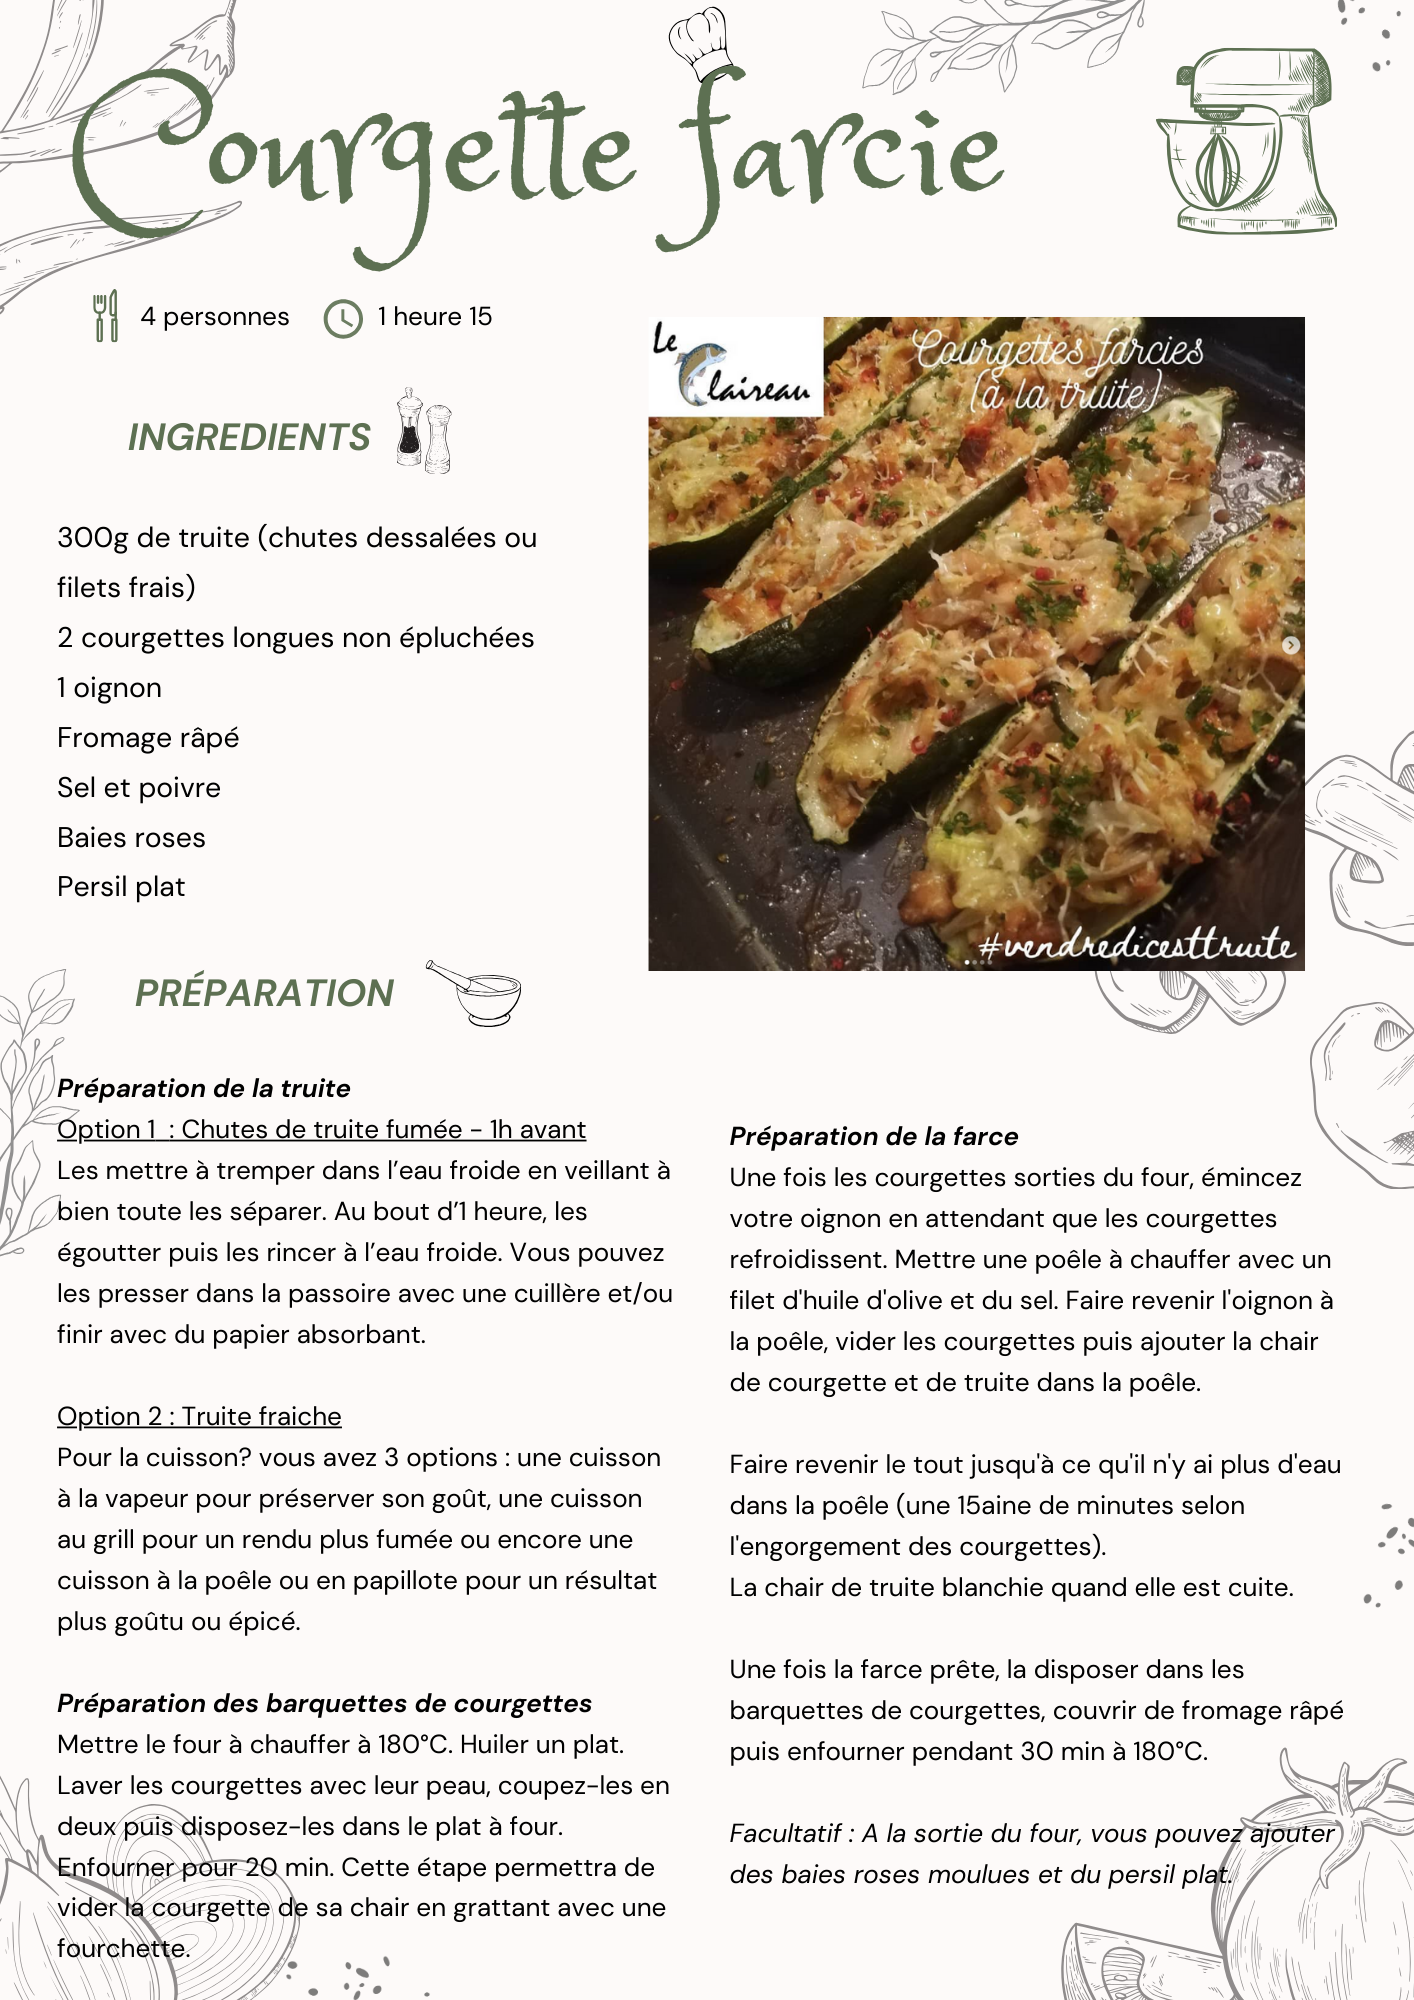 Courgette farcie
4 personnes
1 heure 15
INGREDIENTS
300g de truite (chutes dessalées ou
filets frais)
2 courgettes longues non épluchées
1 oignon
Fromage râpé
Sel et poivre
Baies roses
Persil plat
Le
Claireau
Courgettes farcies
(à la truite)
#vendredicesttruite
PRÉPARATION
Préparation de la truite
Option 1  : Chutes de truite fumée - 1h avant
Les mettre à tremper dans l’eau froide en veillant à
bien toute les séparer. Au bout d’1 heure, les
égoutter puis les rincer à l’eau froide. Vous pouvez
les presser dans la passoire avec une cuillère et/ou
finir avec du papier absorbant.
Option 2 : Truite fraiche
Pour la cuisson? vous avez 3 options : une cuisson
à la vapeur pour préserver son goût, une cuisson
au grill pour un rendu plus fumée ou encore une
cuisson à la poêle ou en papillote pour un résultat
plus goûtu ou épicé.
Préparation des barquettes de courgettes
Mettre le four à chauffer à 180°C. Huiler un plat.
Laver les courgettes avec leur peau, coupez-les en
deux puis disposez-les dans le plat à four.
Enfourner pour 20 min. Cette étape permettra de
vider la courgette de sa chair en grattant avec une
fourchette.
Préparation de la farce
Une fois les courgettes sorties du four, émincez
votre oignon en attendant que les courgettes
refroidissent. Mettre une poêle à chauffer avec un
filet d'huile d'olive et du sel. Faire revenir l'oignon à
la poêle, vider les courgettes puis ajouter la chair
de courgette et de truite dans la poêle.
Faire revenir le tout jusqu'à ce qu'il n'y ai plus d'eau
dans la poêle (une 15aine de minutes selon
l'engorgement des courgettes).
La chair de truite blanchie quand elle est cuite.
Une fois la farce prête, la disposer dans les
barquettes de courgettes, couvrir de fromage râpé
puis enfourner pendant 30 min à 180°C.
Facultatif : A la sortie du four, vous pouvez ajouter
des baies roses moulues et du persil plat.